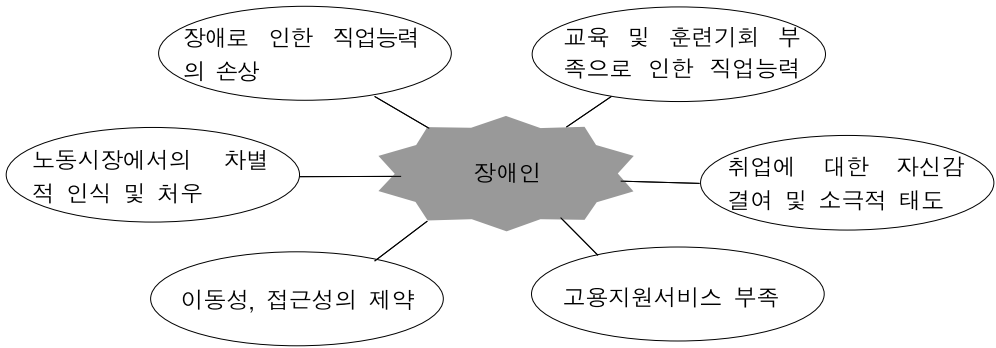 장애로 인한 직업능력
의 손상
교육 및 훈련기회 부
족으로 인한 직업능력
노동시장에서의 차별
적 인식 및 처우
장애인
취업에 대한 자신감
결여 및 소극적 태도
이동성, 접근성의 제약
고용지원서비스 부족